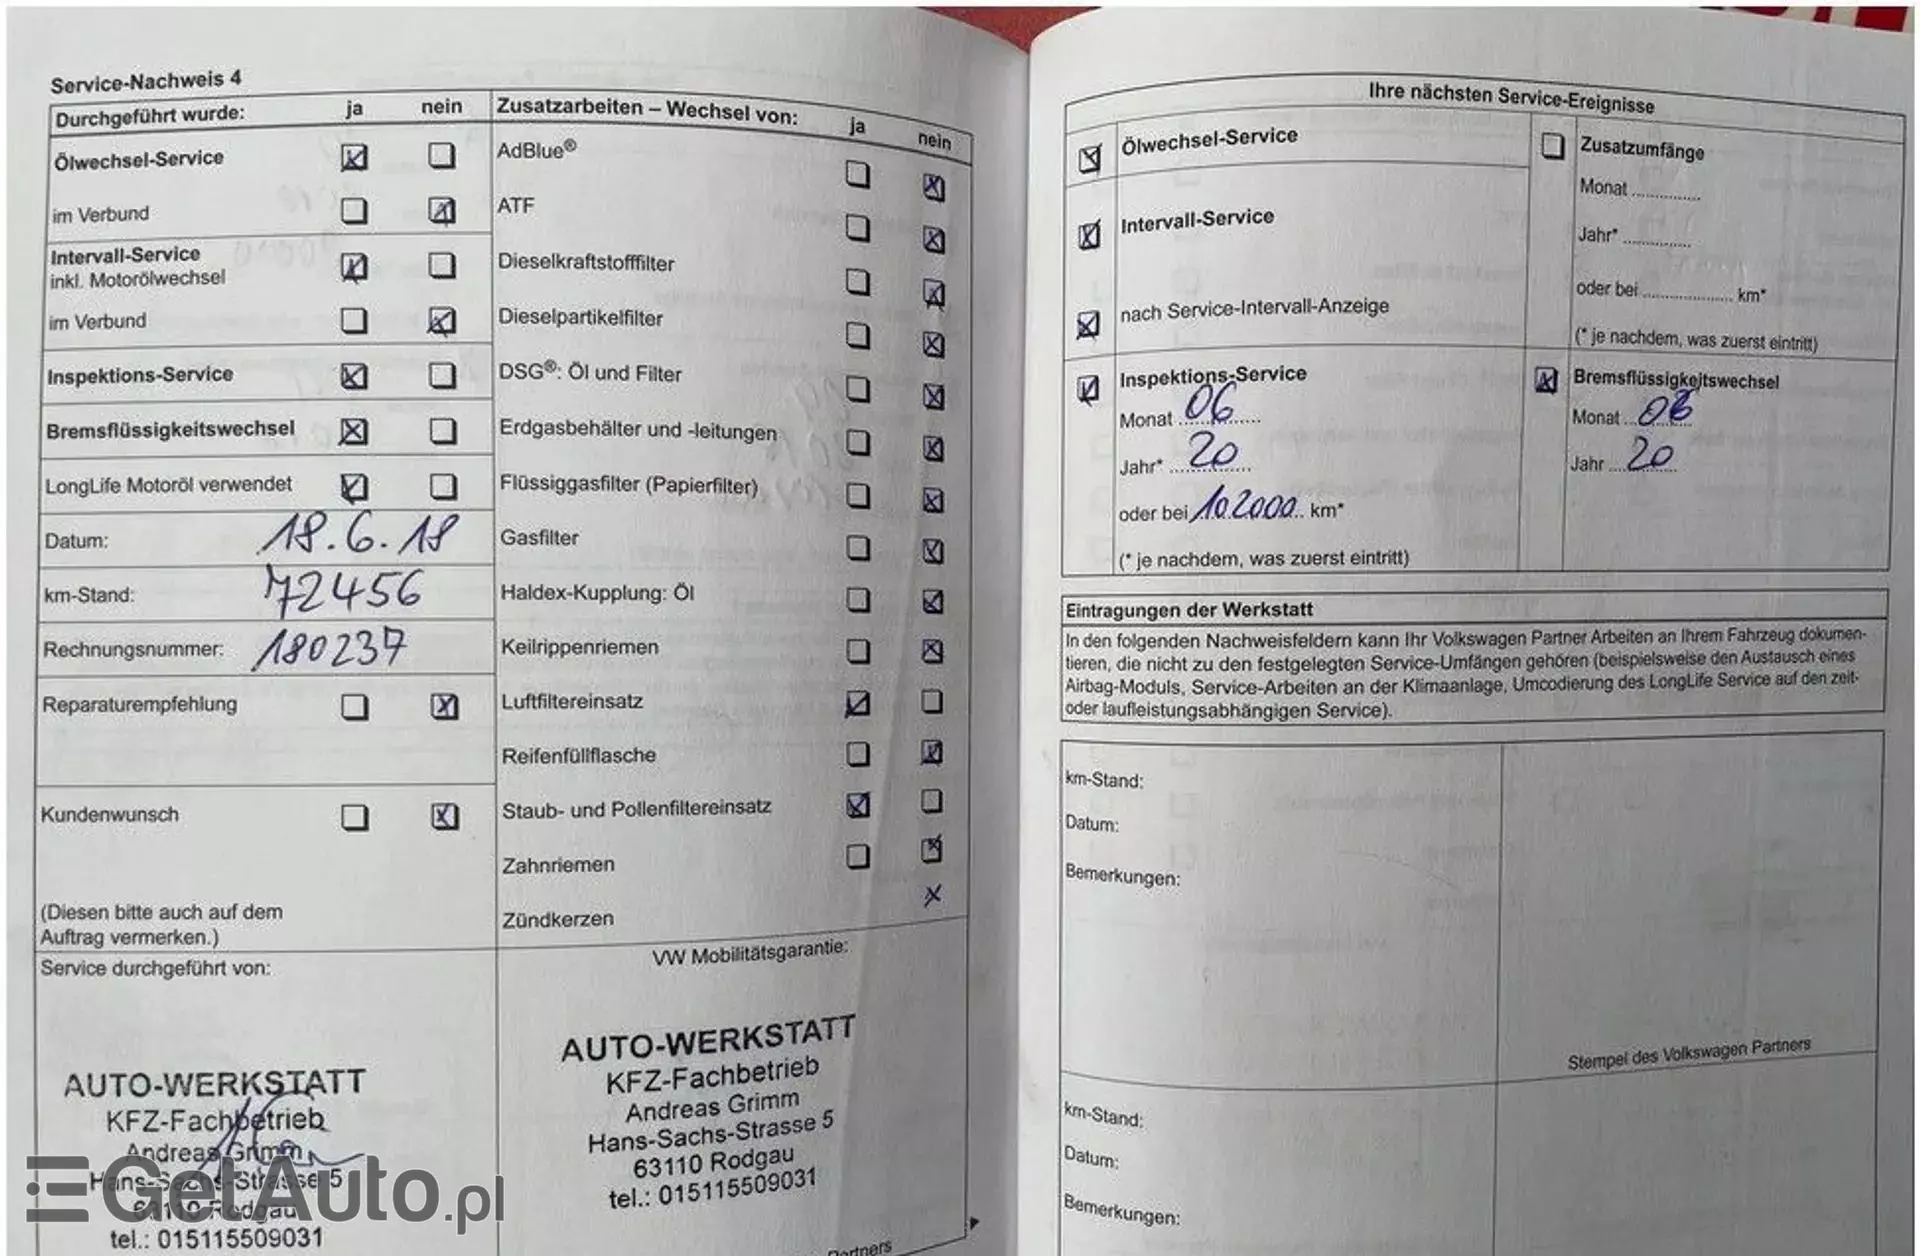 Service-Nachweis 4
Durchgeführt wurde: ja nein
Ölwechsel-Service
im Verbund
Intervall-Service
inkl. Motorölwechsel
im Verbund
Inspektions-Service
Bremsflüssigkeitswechsel
LongLife Motoröl verwendet
Datum: 18.6.18
km-Stand: 72456
Rechnungsnummer: 180237
Reparaturempfehlung
Kundenwunsch
(Diesen bitte auch auf dem
Auftrag vermerken.)
Service durchgeführt von:
AUTO-WERKSTATT
KFZ-Fachbetrieb
Andreas Grimm
Hans-Sachs-Strasse 5
63110 Rodgau
tel.: 015115509031
GetAuto.pl
Zusatzarbeiten – Wechsel von: ja nein
AdBlue®
ATF
Dieselkraftstofffilter
Dieselpartikelfilter
DSG®: Öl und Filter
Erdgasbehälter und -leitungen
Flüssiggasfilter (Papierfilter)
Gasfilter
Haldex-Kupplung: Öl
Keilrippenriemen
Luftfiltereinsatz
Reifenfüllflasche
Staub- und Pollenfiltereinsatz
Zahnriemen
Zündkerzen
VW Mobilitätsgarantie:
AUTO-WERKSTATT
KFZ-Fachbetrieb
Andreas Grimm
Hans-Sachs-Strasse 5
63110 Rodgau
tel.: 015115509031
Partners
Ihre nächsten Service-Ereignisse
Ölwechsel-Service
Intervall-Service
nach Service-Intervall-Anzeige
Zusatzumfänge
Monat ..............
Jahr* ..............
oder bei .................... km*
(* je nachdem, was zuerst eintritt)
Inspektions-Service
Monat 06
Jahr* 20
oder bei 102000 km*
(* je nachdem, was zuerst eintritt)
Bremsflüssigkeitswechsel
Monat 06
Jahr 20
Eintragungen der Werkstatt
In den folgenden Nachweisfeldern kann Ihr Volkswagen Partner Arbeiten an Ihrem Fahrzeug dokumen-
tieren, die nicht zu den festgelegten Service-Umfängen gehören (beispielsweise den Austausch eines
Airbag-Moduls, Service-Arbeiten an der Klimaanlage, Umcodierung des LongLife Service auf den zeit-
oder laufleistungsabhängigen Service).
km-Stand:
Datum:
Bemerkungen:
Stempel des Volkswagen Partners
km-Stand:
Datum:
Bemerkungen: